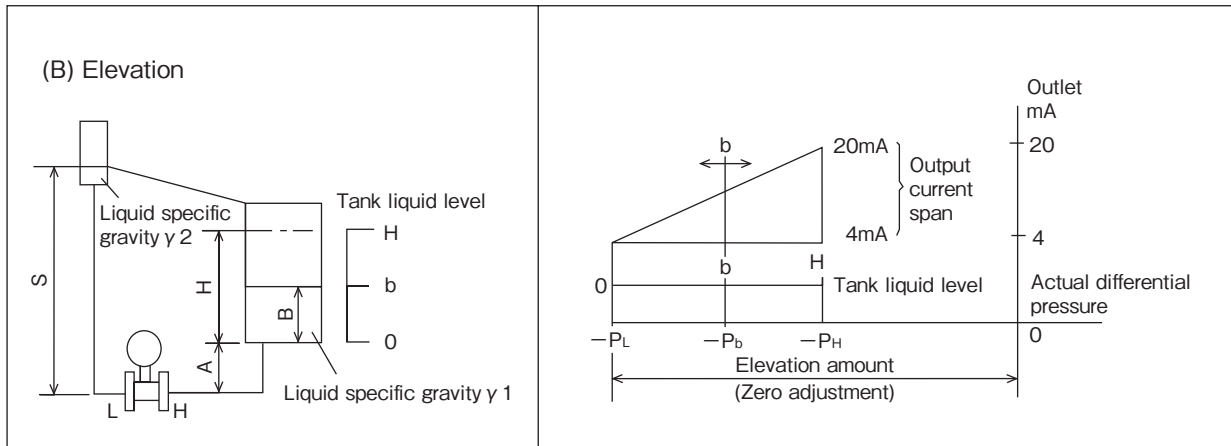 (B) Elevation
Liquid specific
gravity γ 2
Tank liquid level
H
b
0
S
H
B
A
L
H
Liquid specific gravity γ 1
Outlet
mA
20
4
b
20mA
4mA
Output
current
span
b
H
0
Tank liquid level
Actual differential
pressure
0
−PL
−Pb
−PH
Elevation amount
(Zero adjustment)